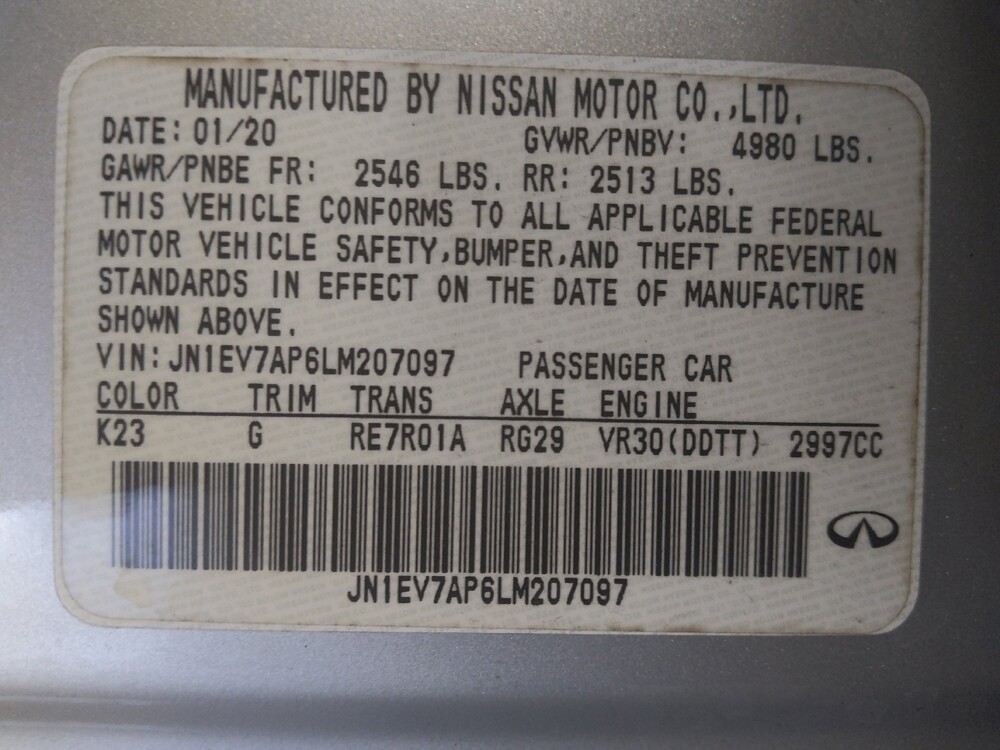 MANUFACTURED BY NISSAN MOTOR CO.,LTD.
DATE: 01/20 GVWR/PNBV: 4980 LBS.
GAWR/PNBE FR: 2546 LBS. RR: 2513 LBS.
THIS VEHICLE CONFORMS TO ALL APPLICABLE FEDERAL
MOTOR VEHICLE SAFETY,BUMPER,AND THEFT PREVENTION
STANDARDS IN EFFECT ON THE DATE OF MANUFACTURE
SHOWN ABOVE.
VIN: JN1EV7AP6LM207097 PASSENGER CAR
COLOR TRIM TRANS AXLE ENGINE
K23 G RE7R01A RG29 VR30(DDTT) 2997CC
JN1EV7AP6LM207097